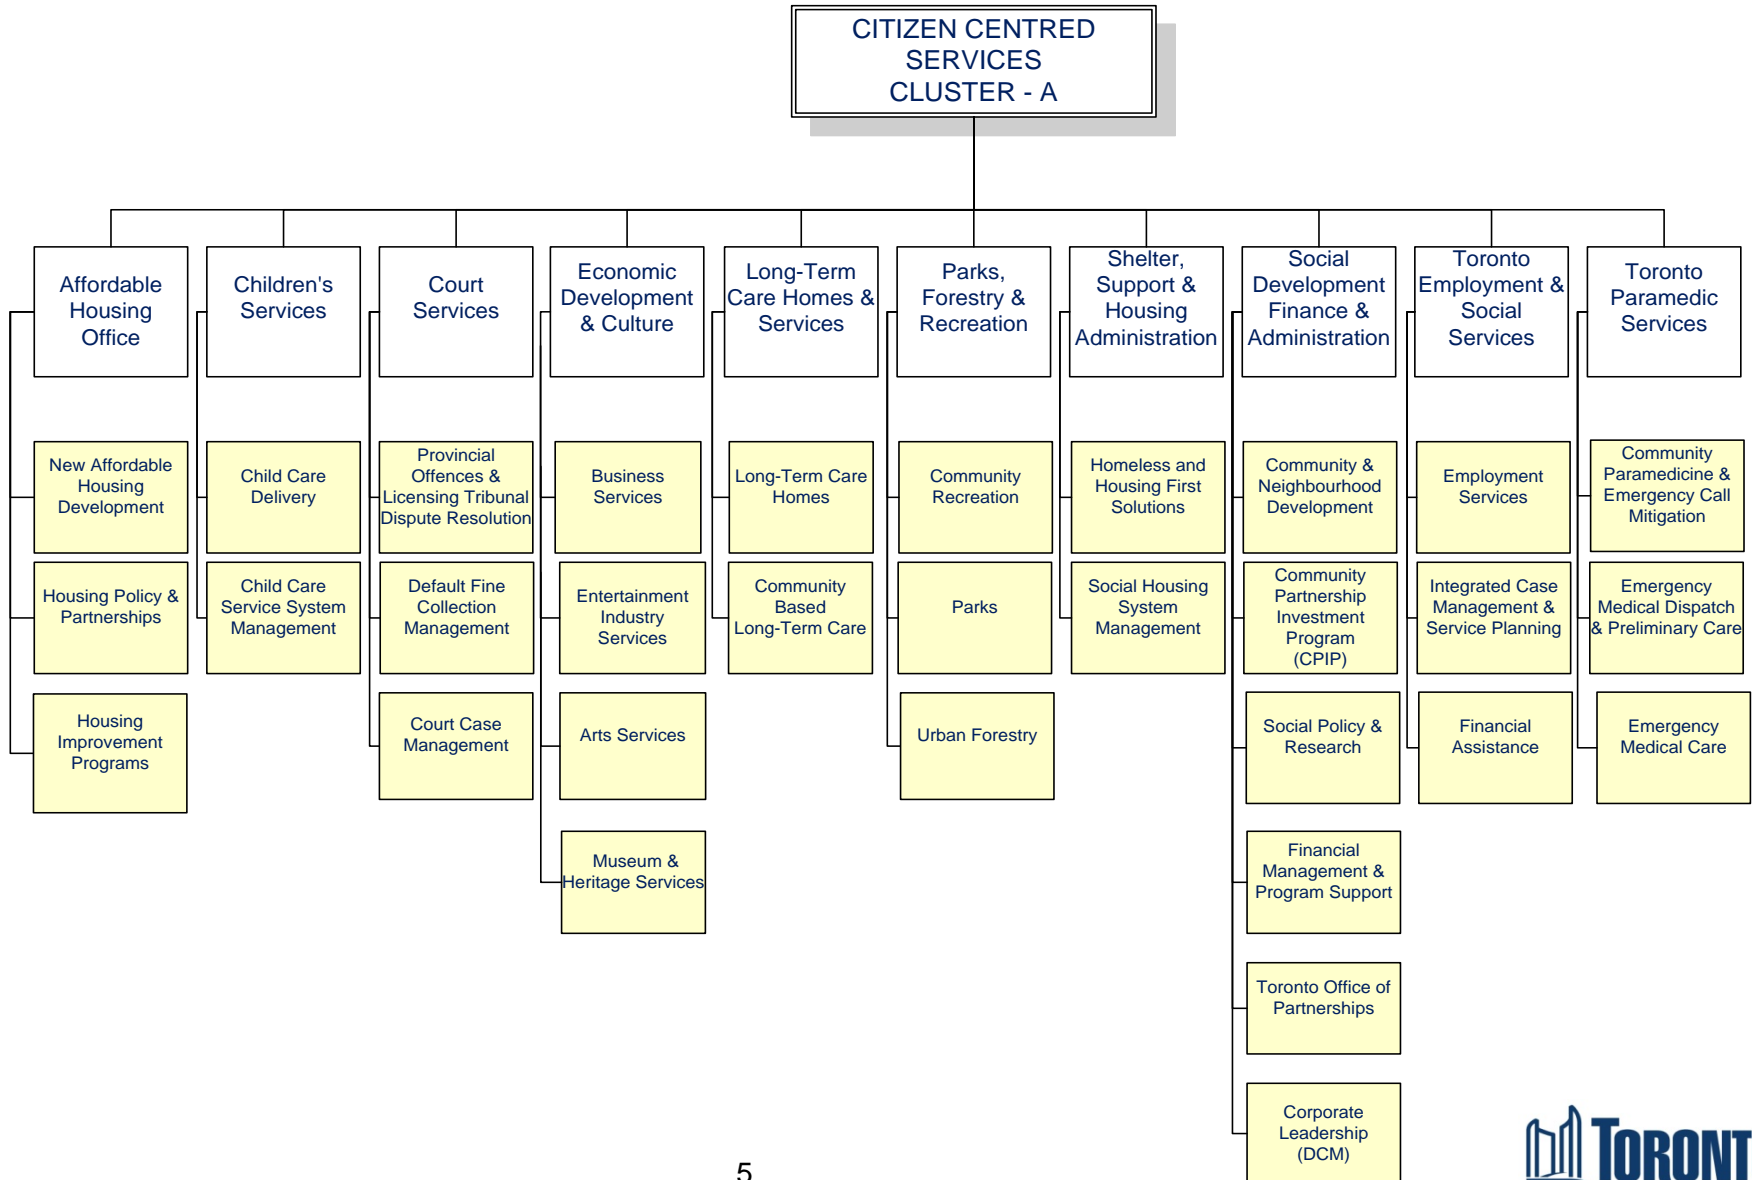 CITIZEN CENTRED
SERVICES
CLUSTER - A
Affordable
Housing
Office
Children's
Services
Court
Services
Economic
Development
& Culture
Long-Term
Care Homes &
Services
Parks,
Forestry &
Recreation
Shelter,
Support &
Housing
Administration
Social
Development
Finance &
Administration
Toronto
Employment &
Social
Services
Toronto
Paramedic
Services
New Affordable
Housing
Development
Child Care
Delivery
Provincial
Offences &
Licensing Tribunal
Dispute Resolution
Business
Services
Long-Term Care
Homes
Community
Recreation
Homeless and
Housing First
Solutions
Community &
Neighbourhood
Development
Employment
Services
Community
Paramedicine &
Emergency Call
Mitigation
Housing Policy &
Partnerships
Child Care
Service System
Management
Default Fine
Collection
Management
Entertainment
Industry
Services
Community
Based
Long-Term Care
Parks
Social Housing
System
Management
Community
Partnership
Investment
Program
(CPIP)
Integrated Case
Management &
Service Planning
Emergency
Medical Dispatch
& Preliminary Care
Housing
Improvement
Programs
Court Case
Management
Arts Services
Urban Forestry
Social Policy &
Research
Financial
Assistance
Emergency
Medical Care
Museum &
Heritage Services
Financial
Management &
Program Support
Toronto Office of
Partnerships
Corporate
Leadership
(DCM)
5
TORONT